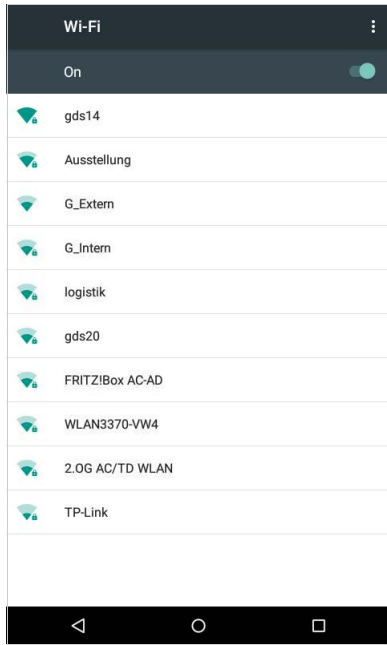 Wi-Fi
On
gds14
Ausstellung
G_Extern
G_Intern
logistik
gds20
FRITZ!Box AC-AD
WLAN3370-VW4
2.OG AC/TD WLAN
TP-Link